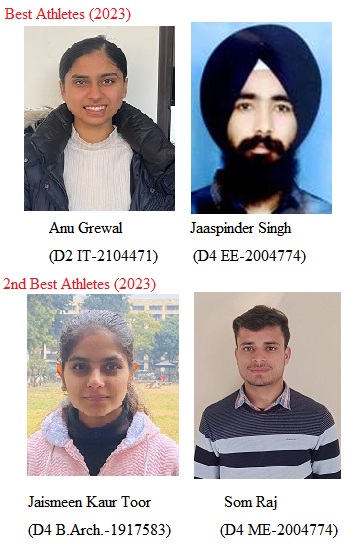 Best Athletes (2023)
Anu Grewal Jaaspinder Singh
(D2 IT-2104471) (D4 EE-2004774)
2nd Best Athletes (2023)
Jaismeen Kaur Toor Som Raj
(D4 B.Arch.-1917583) (D4 ME-2004774)